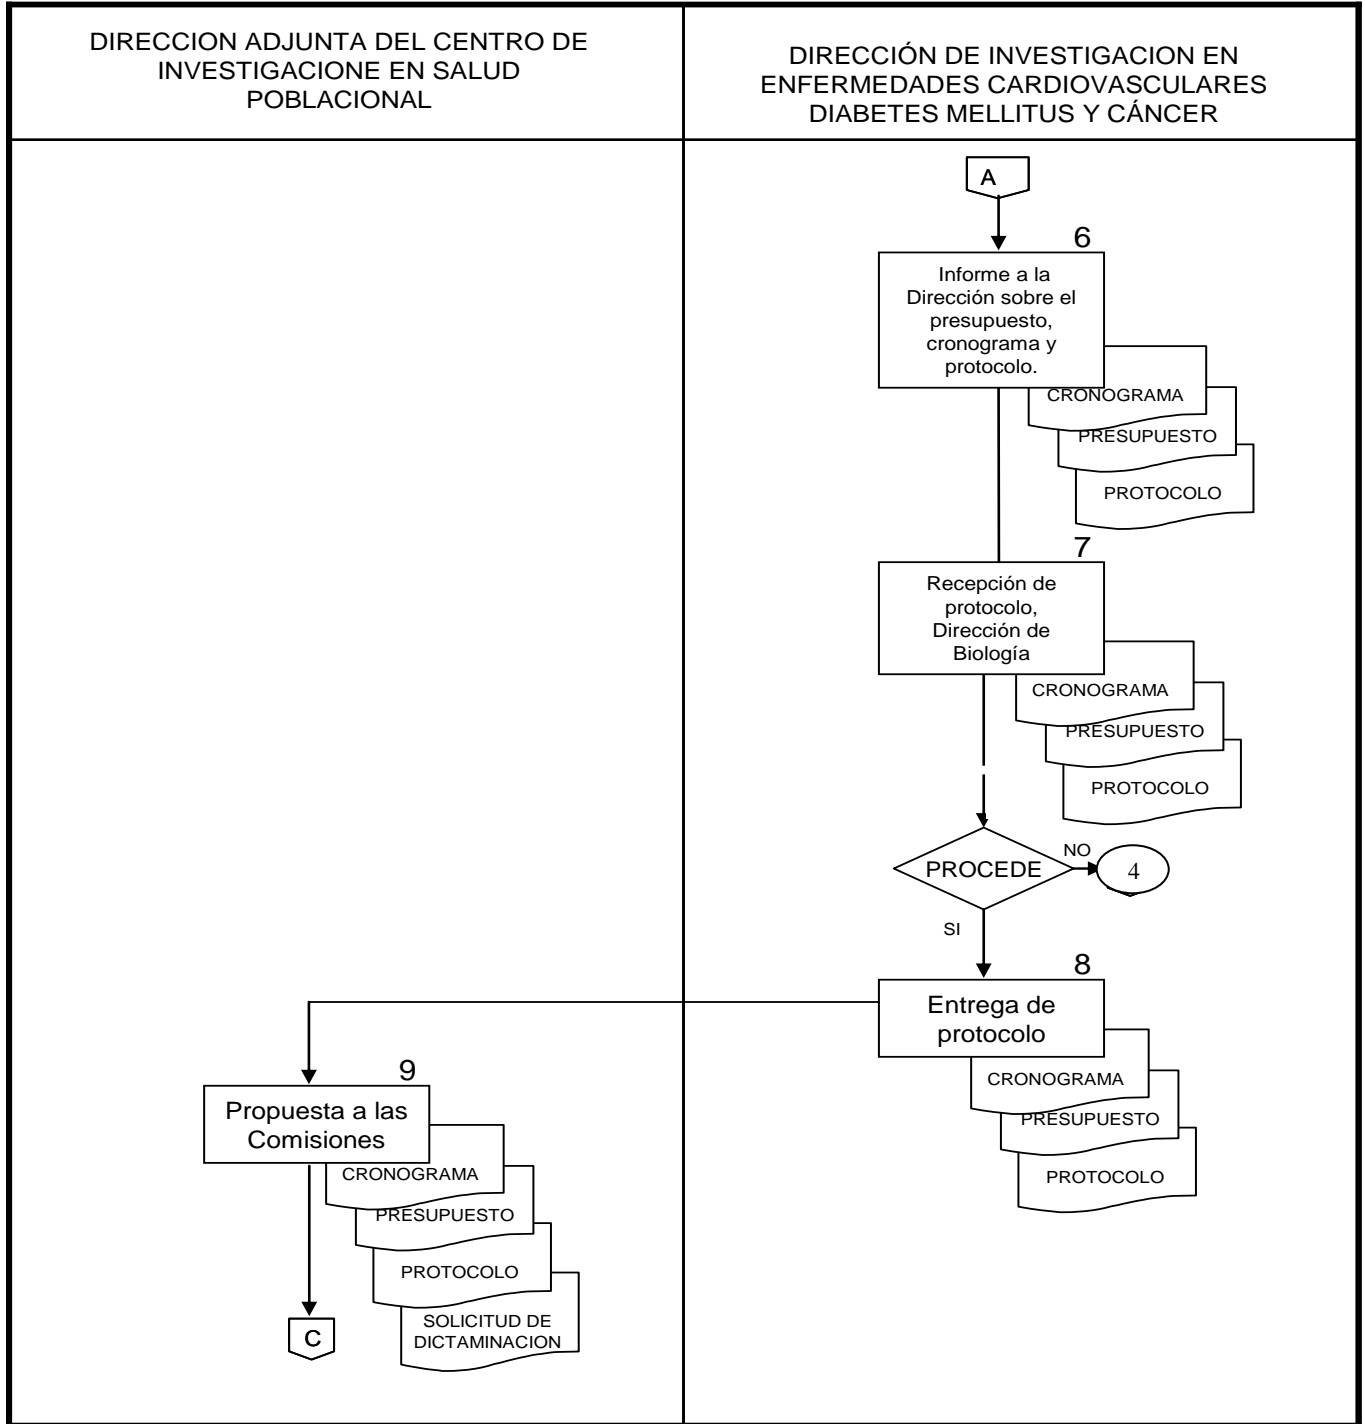 DIRECCION ADJUNTA DEL CENTRO DE
INVESTIGACIONE EN SALUD
POBLACIONAL
DIRECCIÓN DE INVESTIGACION EN
ENFERMEDADES CARDIOVASCULARES
DIABETES MELLITUS Y CÁNCER
A
6
Informe a la
Dirección sobre el
presupuesto,
cronograma y
protocolo.
CRONOGRAMA
PRESUPUESTO
PROTOCOLO
7
Recepción de
protocolo,
Dirección de
Biología
CRONOGRAMA
PRESUPUESTO
PROTOCOLO
PROCEDE
NO
4
SI
8
Entrega de
protocolo
CRONOGRAMA
PRESUPUESTO
PROTOCOLO
9
Propuesta a las
Comisiones
CRONOGRAMA
PRESUPUESTO
PROTOCOLO
SOLICITUD DE
DICTAMINACION
C